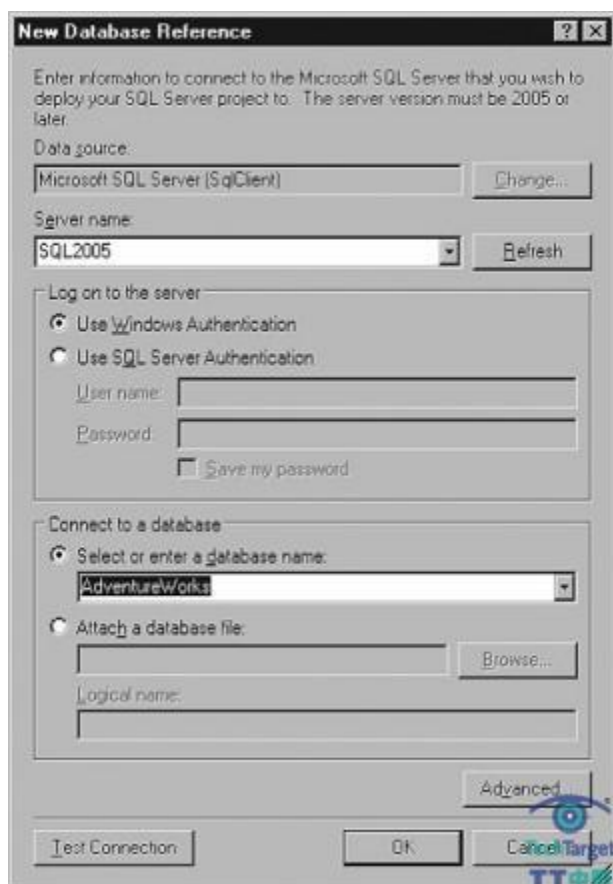 New Database Reference
Enter information to connect to the Microsoft SQL Server that you wish to
deploy your SQL Server project to. The server version must be 2005 or
later.
Data source:
Microsoft SQL Server (SqlClient)
Change...
Server name:
SQL2005
Refresh
Log on to the server
Use Windows Authentication
Use SQL Server Authentication
User name:
Password:
Save my password
Connect to a database
Select or enter a database name:
AdventureWorks
Attach a database file:
Browse...
Logical name:
Advanced...
Test Connection
OK
Cancel
TechTarget
TT中国